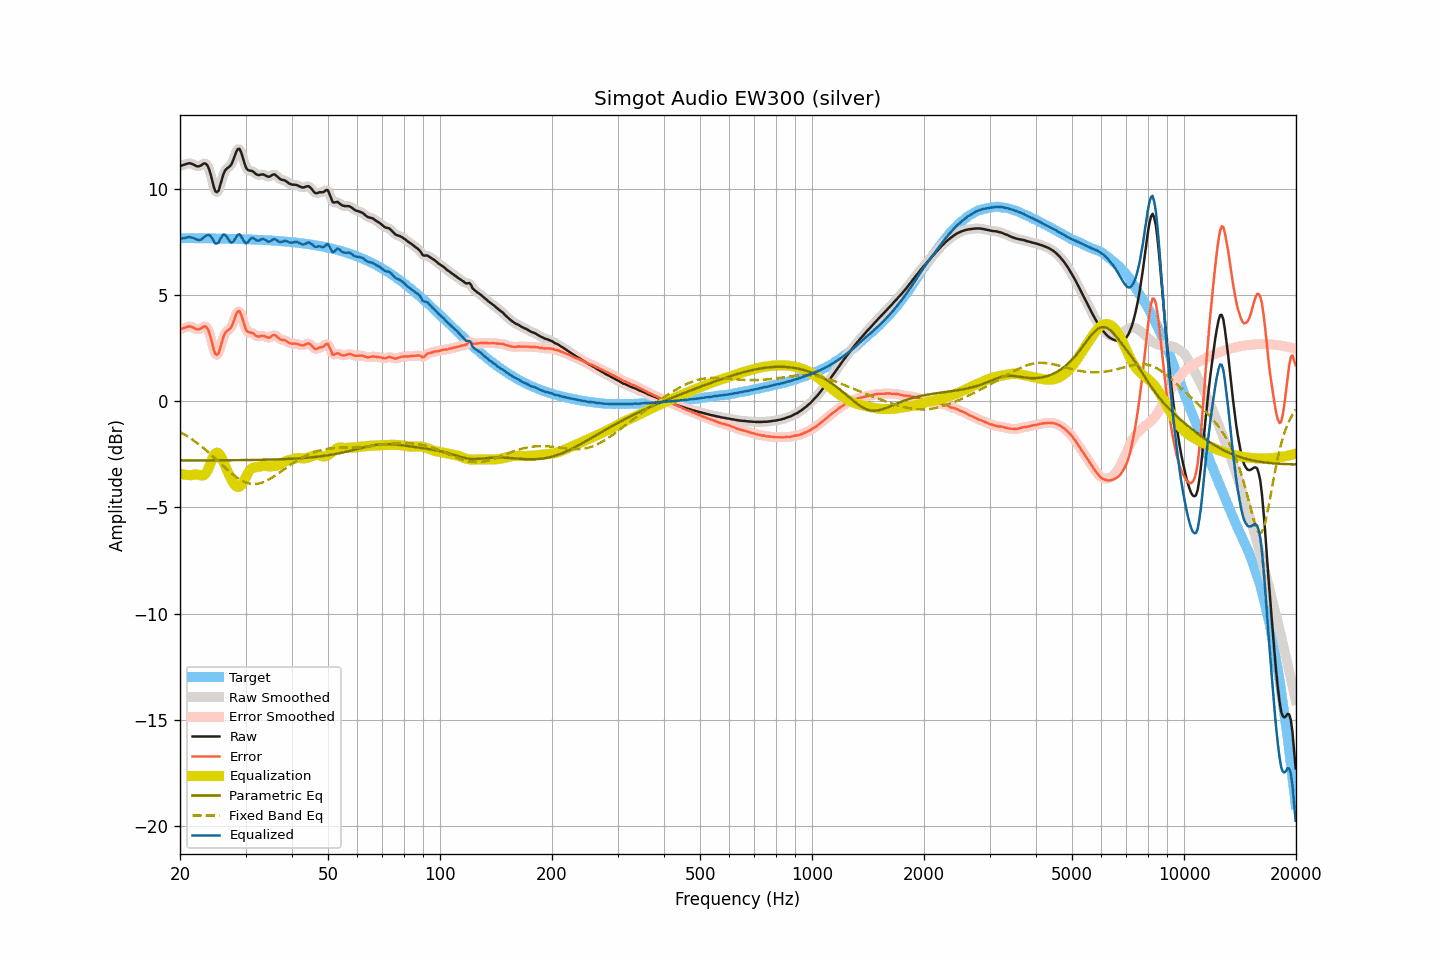 Simgot Audio EW300 (silver)
Amplitude (dBr)
10
5
0
−5
−10
−15
−20
Target
Raw Smoothed
Error Smoothed
Raw
Error
Equalization
Parametric Eq
Fixed Band Eq
Equalized
20 50 100 200 500 1000 2000 5000 10000 20000
Frequency (Hz)